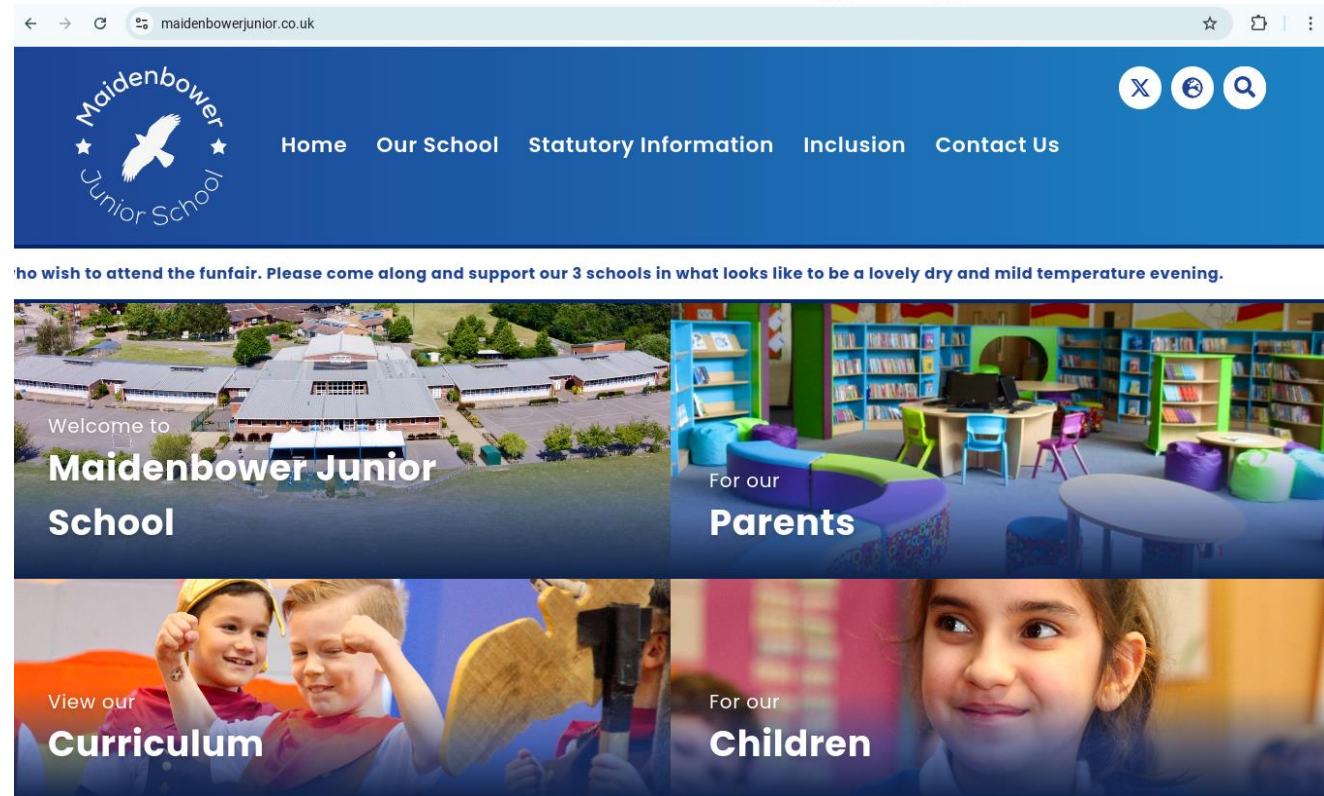 maidenbowerjunior.co.uk
Maidenbower
Junior School
Home Our School Statutory Information Inclusion Contact Us
wish to attend the funfair. Please come along and support our 3 schools in what looks like to be a lovely dry and mild temperature evening.
Welcome to
Maidenbower Junior
School
For our
Parents
View our
Curriculum
For our
Children